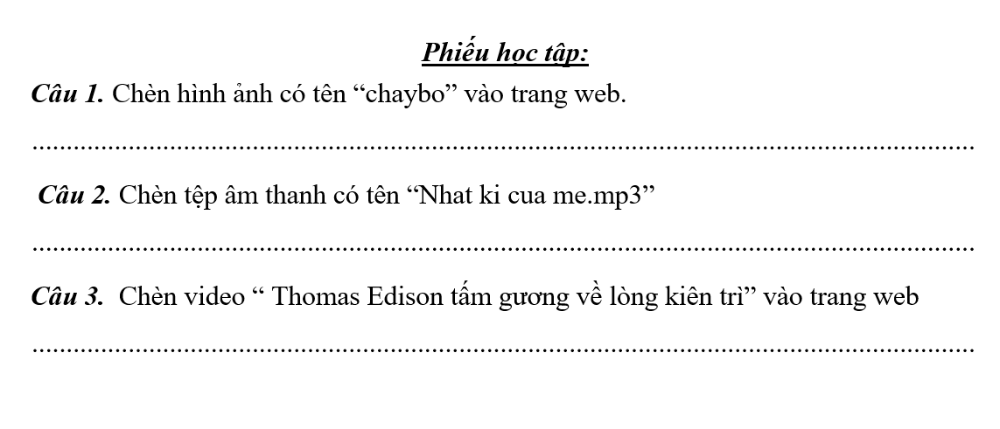 Phiếu học tập:
Câu 1. Chèn hình ảnh có tên “chaybo” vào trang web.
................................................................................................................................................
Câu 2. Chèn tệp âm thanh có tên “Nhat ki cua me.mp3”
................................................................................................................................................
Câu 3. Chèn video “ Thomas Edison tấm gương về lòng kiên trì” vào trang web
................................................................................................................................................